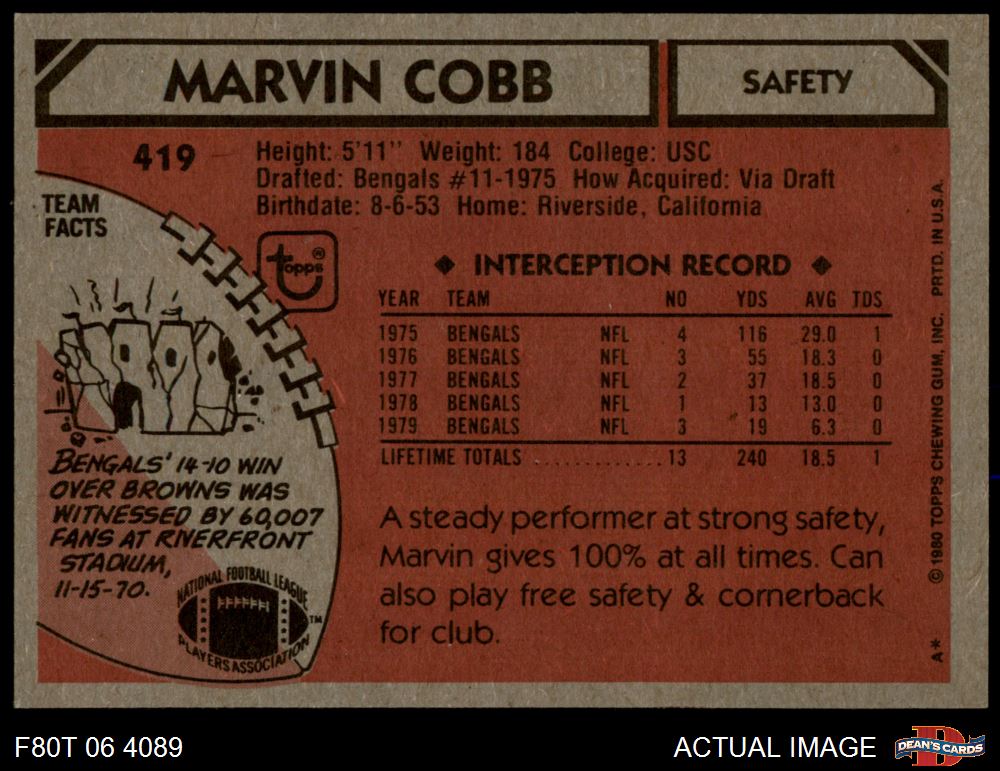 MARVIN COBB
SAFETY
419
Height: 5'11" Weight: 184 College: USC
Drafted: Bengals #11-1975 How Acquired: Via Draft
Birthdate: 8-6-53 Home: Riverside, California
TEAM
FACTS
topps®
◆ INTERCEPTION RECORD ◆
YEAR TEAM NO YDS AVG TDS
1975 BENGALS NFL 4 116 29.0 1
1976 BENGALS NFL 3 55 18.3 0
1977 BENGALS NFL 2 37 18.5 0
1978 BENGALS NFL 1 13 13.0 0
1979 BENGALS NFL 3 19 6.3 0
LIFETIME TOTALS ............. 13 240 18.5 1
BENGALS' 14-10 WIN
OVER BROWNS WAS
WITNESSED BY 60,007
FANS AT RIVERFRONT
STADIUM,
11-15-70.
NATIONAL FOOTBALL LEAGUE
PLAYERS ASSOCIATION
TM
A steady performer at strong safety,
Marvin gives 100% at all times. Can
also play free safety & cornerback
for club.
A* © 1980 TOPPS CHEWING GUM, INC. PRTD. IN U.S.A.
F80T 06 4089
ACTUAL IMAGE
D
DEAN'S CARDS